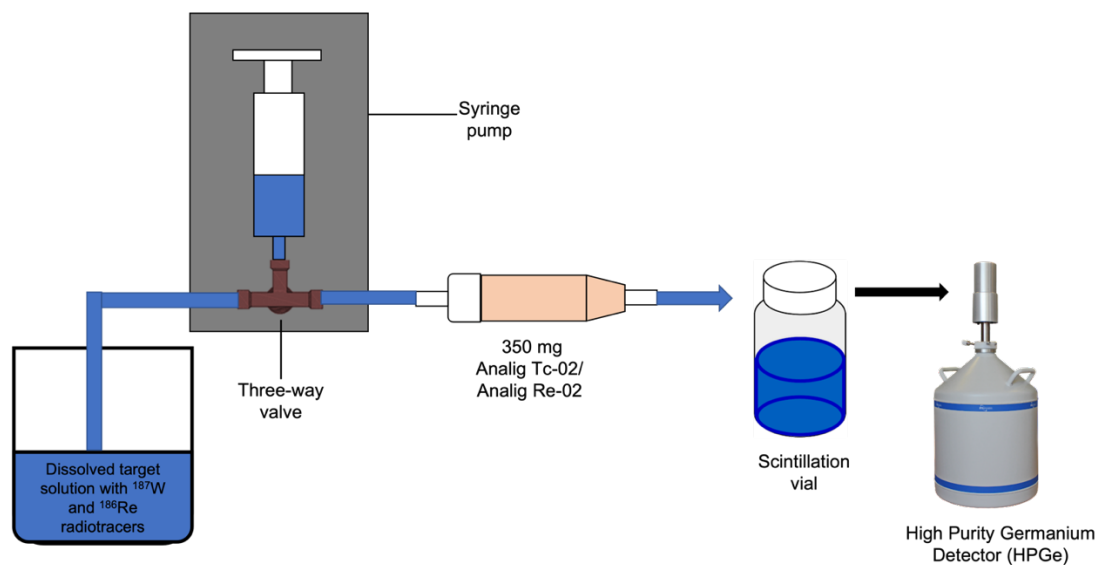 Syringe
pump
Three-way
valve
350 mg
Analig Tc-02/
Analig Re-02
Dissolved target
solution with ¹⁸⁷W
and ¹⁸⁶Re
radiotracers
Scintillation
vial
High Purity Germanium
Detector (HPGe)